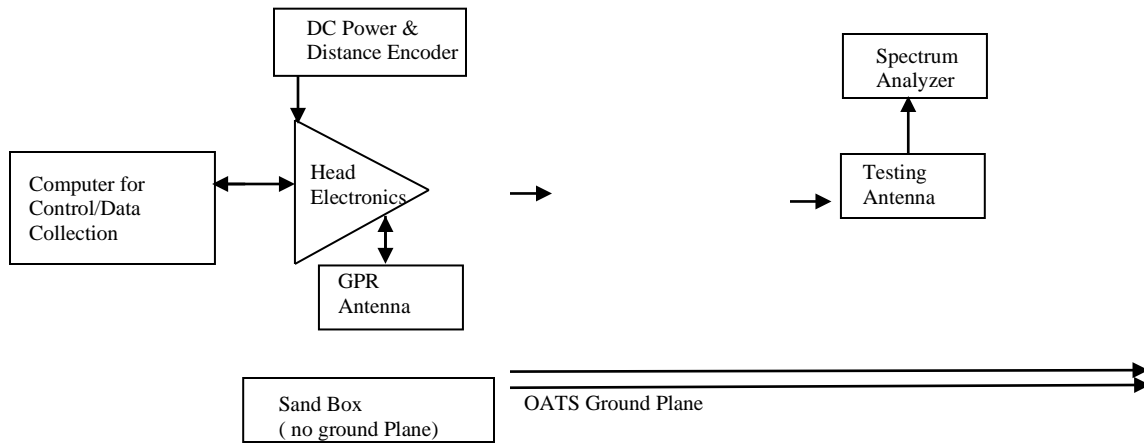 DC Power &
Distance Encoder
Spectrum
Analyzer
Head
Electronics
Testing
Antenna
Computer for
Control/Data
Collection
GPR
Antenna
Sand Box
( no ground Plane)
OATS Ground Plane